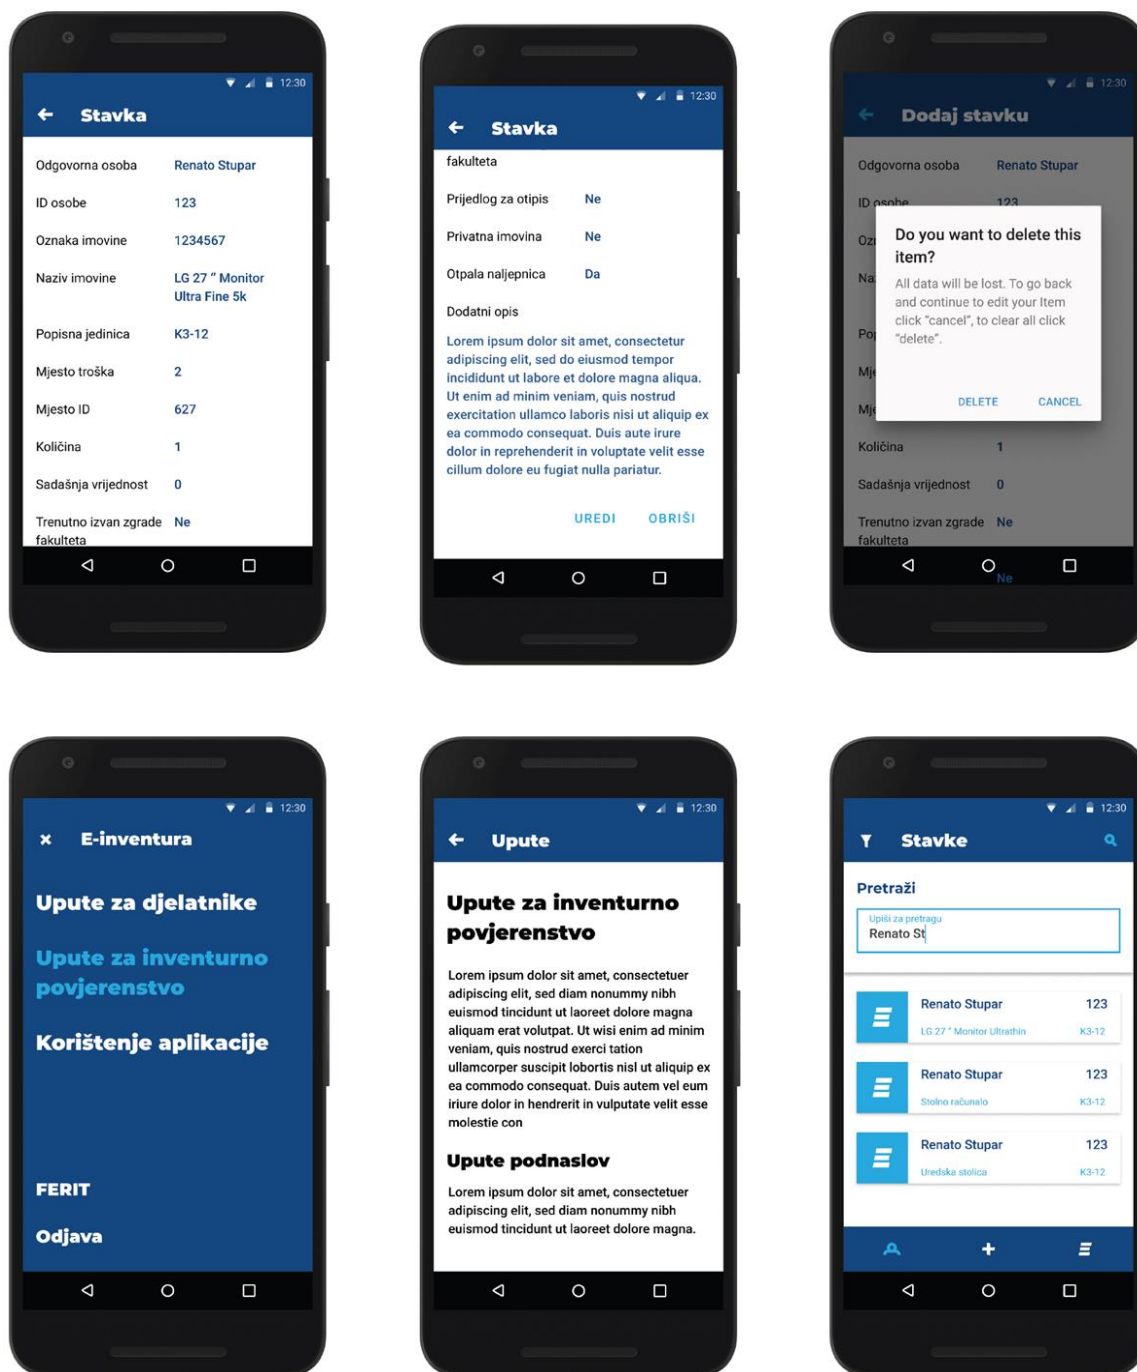 12:30
Stavka
Odgovorna osoba Renato Stupar
ID osobe 123
Oznaka imovine 1234567
Naziv imovine LG 27 " Monitor
Ultra Fine 5k
Popisna jedinica K3-12
Mjesto troška 2
Mjesto ID 627
Količina 1
Sadašnja vrijednost 0
Trenutno izvan zgrade Ne
fakulteta
12:30
Stavka
fakulteta
Prijedlog za otipis Ne
Privatna imovina Ne
Otpala naljepnica Da
Dodatni opis
Lorem ipsum dolor sit amet, consectetur
adipiscing elit, sed do eiusmod tempor
incididunt ut labore et dolore magna aliqua.
Ut enim ad minim veniam, quis nostrud
exercitation ullamco laboris nisi ut aliquip ex
ea commodo consequat. Duis aute irure
dolor in reprehenderit in voluptate velit esse
cillum dolore eu fugiat nulla pariatur.
UREDI OBRIŠI
12:30
Dodaj stavku
Odgovorna osoba Renato Stupar
ID osobe 123
Do you want to delete this
item?
All data will be lost. To go back
and continue to edit your Item
click "cancel", to clear all click
"delete".
DELETE CANCEL
Količina 1
Sadašnja vrijednost 0
Trenutno izvan zgrade Ne
fakulteta
Ne
12:30
E-inventura
Upute za djelatnike
Upute za inventurno
povjerenstvo
Korištenje aplikacije
FERIT
Odjava
12:30
Upute
Upute za inventurno
povjerenstvo
Lorem ipsum dolor sit amet, consectetuer
adipiscing elit, sed diam nonummy nibh
euismod tincidunt ut laoreet dolore magna
aliquam erat volutpat. Ut wisi enim ad minim
veniam, quis nostrud exerci tation
ullamcorper suscipit lobortis nisl ut aliquip ex
ea commodo consequat. Duis autem vel eum
iriure dolor in hendrerit in vulputate velit esse
molestie con
Upute podnaslov
Lorem ipsum dolor sit amet, consectetuer
adipiscing elit, sed diam nonummy nibh
euismod tincidunt ut laoreet dolore magna.
12:30
Stavke
Pretraži
Upiši za pretragu
Renato St
Renato Stupar 123
LG 27 " Monitor Ultrathin K3-12
Renato Stupar 123
Stolno računalo K3-12
Renato Stupar 123
Uredska stolica K3-12